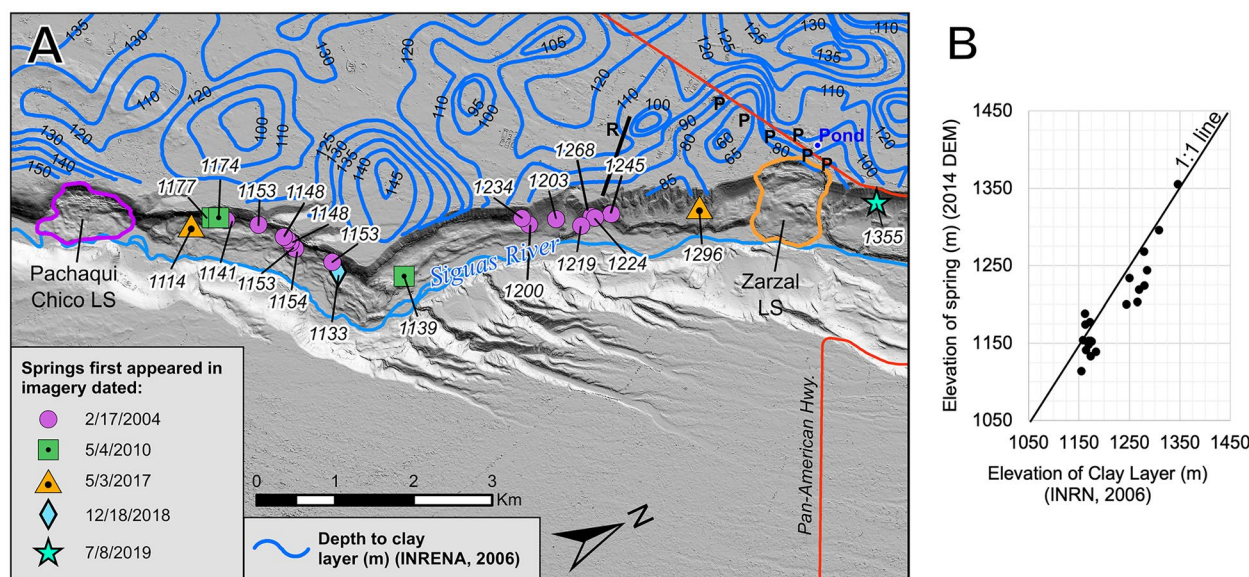 A
135
130
130
120
105
120
125
125
110
130
135
110
120
110
100
110
95
100
110
100
90
80
60
65
P
P
P
P
P
P
80
Pond
120
100
R
130
120
130
140
150
125
130
135
145
85
1174
1177
1153
1148
1148
1153
1268
1245
1234
1203
1114
1141
1153
1154
1133
1139
1200
1219
1224
1296
1355
Siguas River
Pachaqui
Chico LS
Zarzal
LS
Pan-American Hwy.
Springs first appeared in
imagery dated:
2/17/2004
5/4/2010
5/3/2017
12/18/2018
7/8/2019
0 1 2 3
Km
N
Depth to clay
layer (m) (INRENA, 2006)
B
Elevation of spring (m) (2014 DEM)
1450
1350
1250
1150
1050
1:1 line
1050 1150 1250 1350 1450
Elevation of Clay Layer (m)
(INRN, 2006)